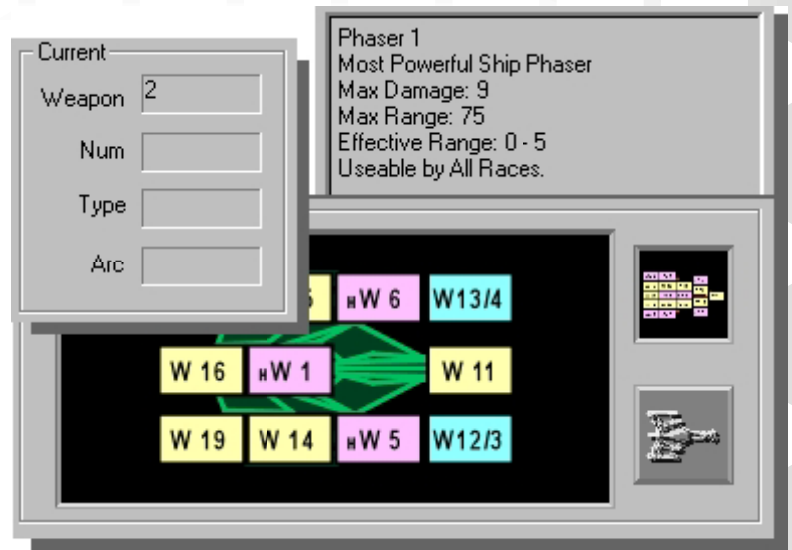 Current
Weapon 2
Num
Type
Arc
Phaser 1
Most Powerful Ship Phaser
Max Damage: 9
Max Range: 75
Effective Range: 0 - 5
Useable by All Races.
HW 6 W13/4
W 16 HW 1 W 11
W 19 W 14 HW 5 W12/3